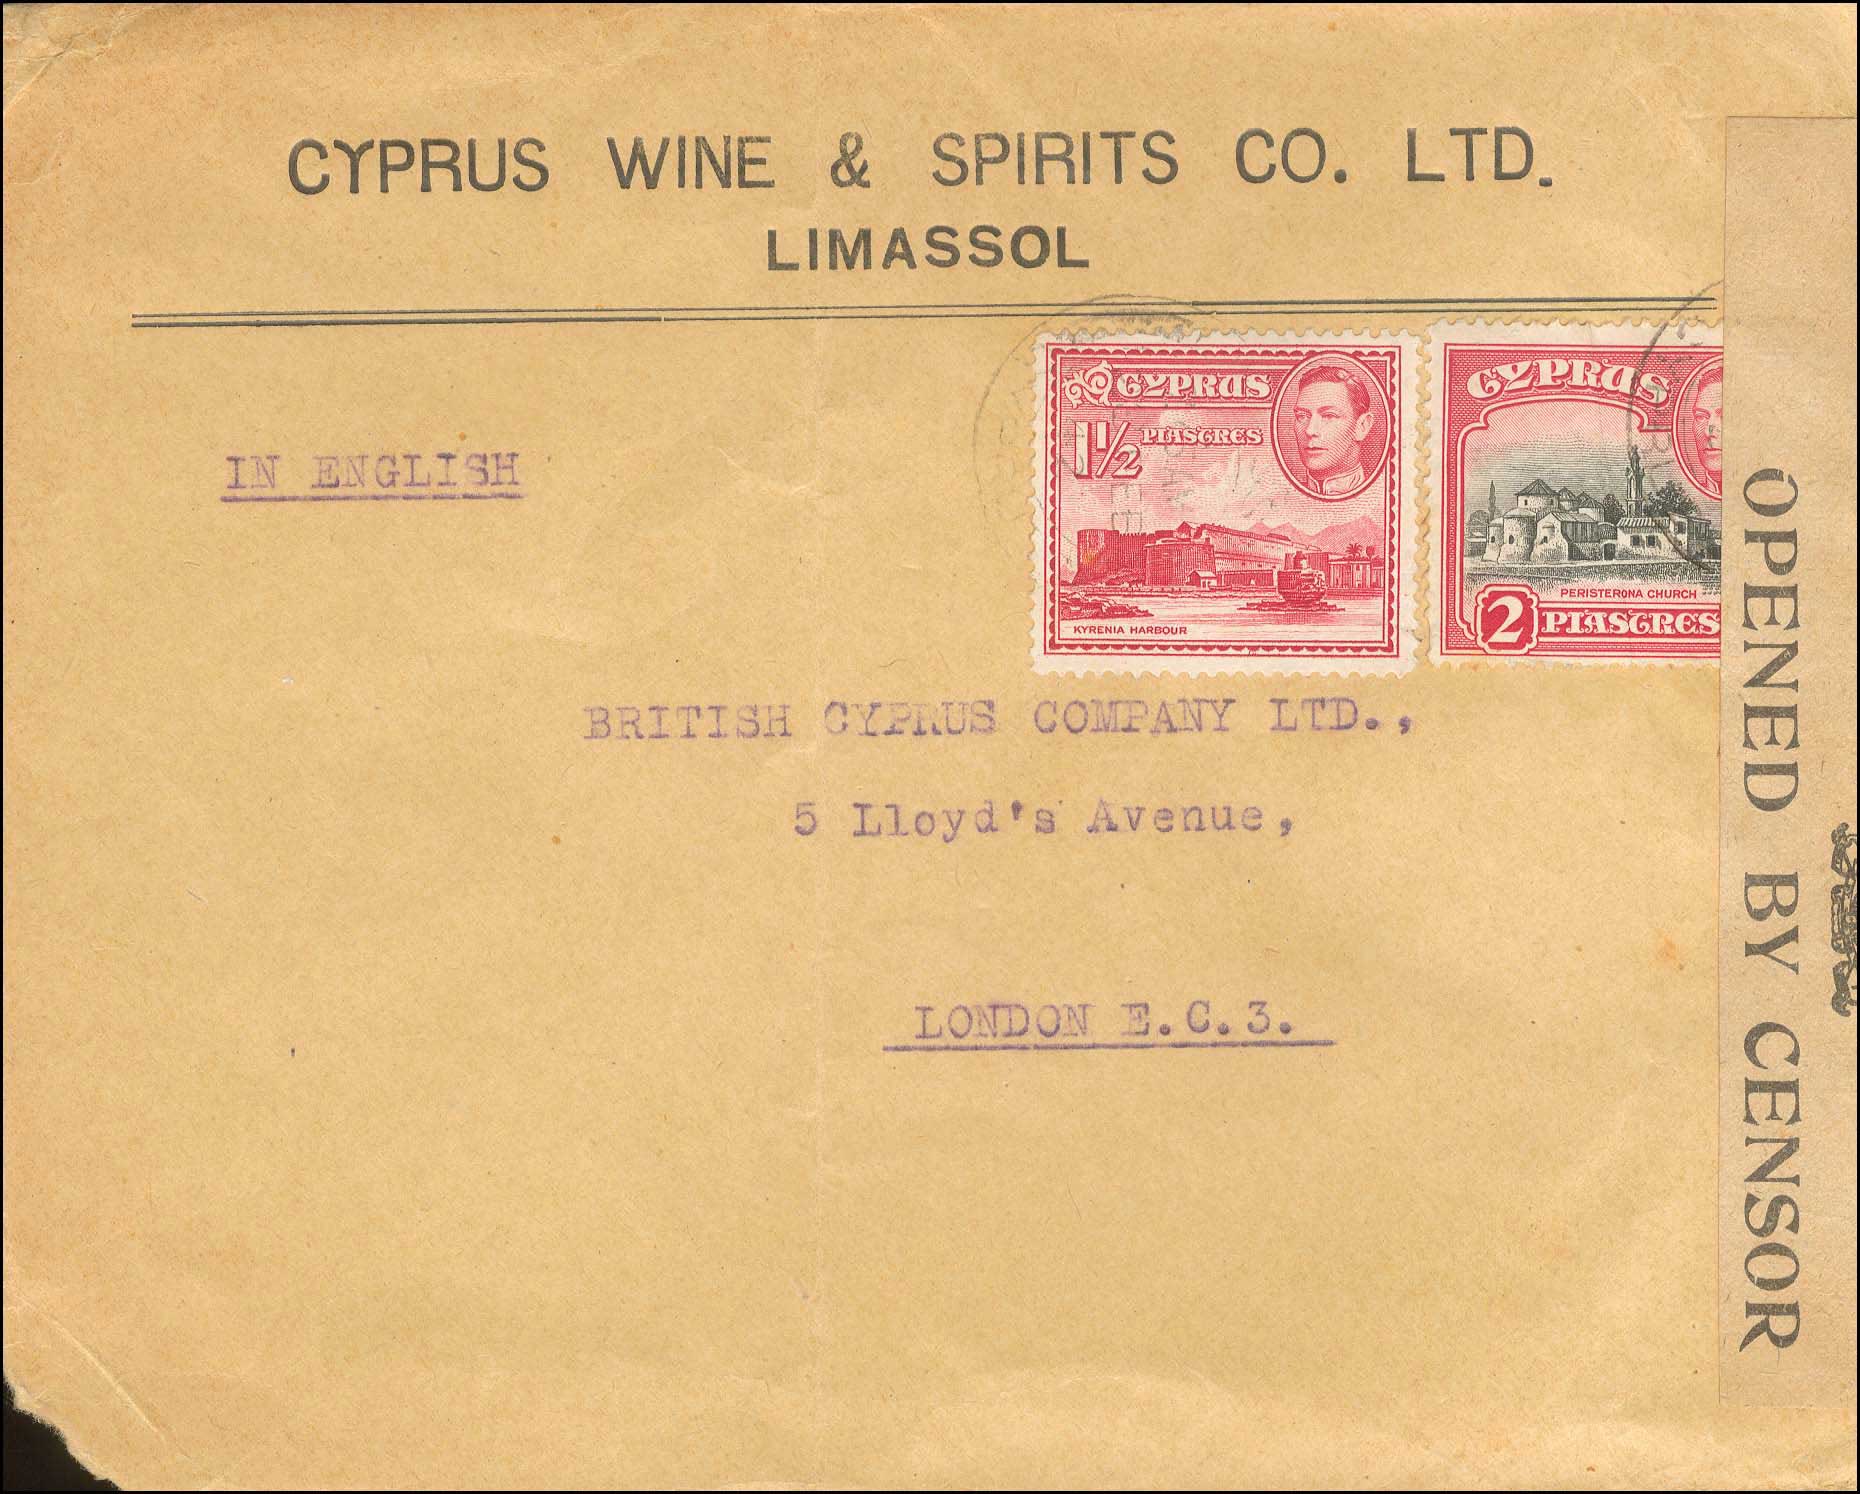 CYPRUS WINE & SPIRITS CO. LTD.
LIMASSOL
IN ENGLISH
CYPRUS
1½ PIASTRES
KYRENIA HARBOUR
CYPRUS
PERISTERONA CHURCH
2 PIASTRES
BRITISH CYPRUS COMPANY LTD.,
5 Lloyd's Avenue,
LONDON E.C.3.
OPENED BY CENSOR